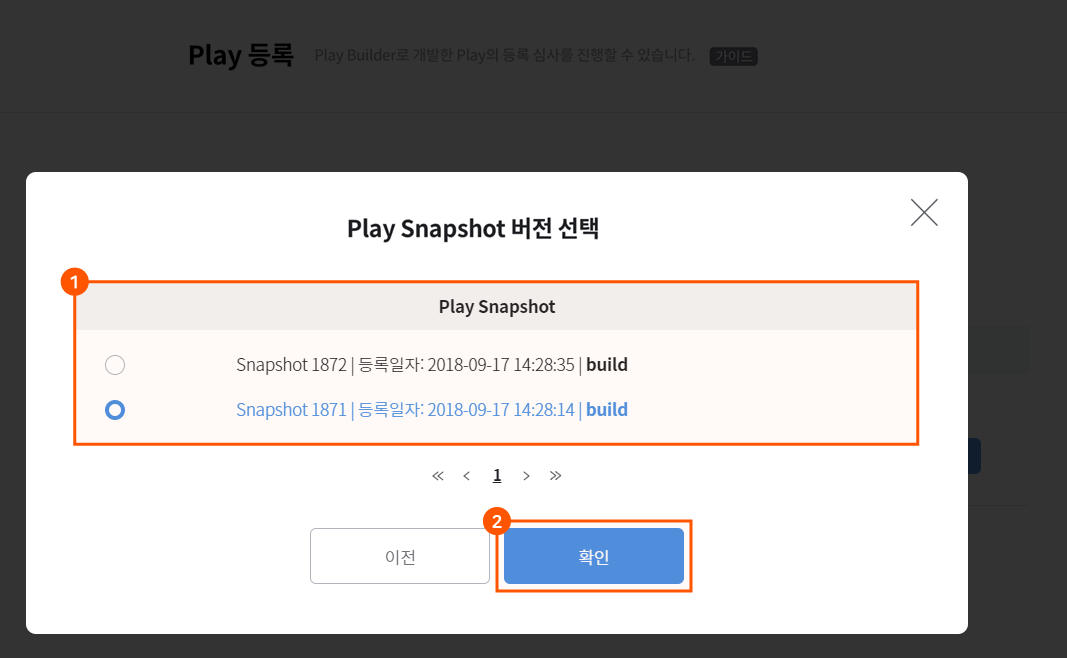 Play 등록 Play Builder로 개발한 Play의 등록 심사를 진행할 수 있습니다. 가이드
Play Snapshot 버전 선택
1
Play Snapshot
Snapshot 1872 | 등록일자: 2018-09-17 14:28:35 | build
Snapshot 1871 | 등록일자: 2018-09-17 14:28:14 | build
« < 1 > »
2
이전 확인